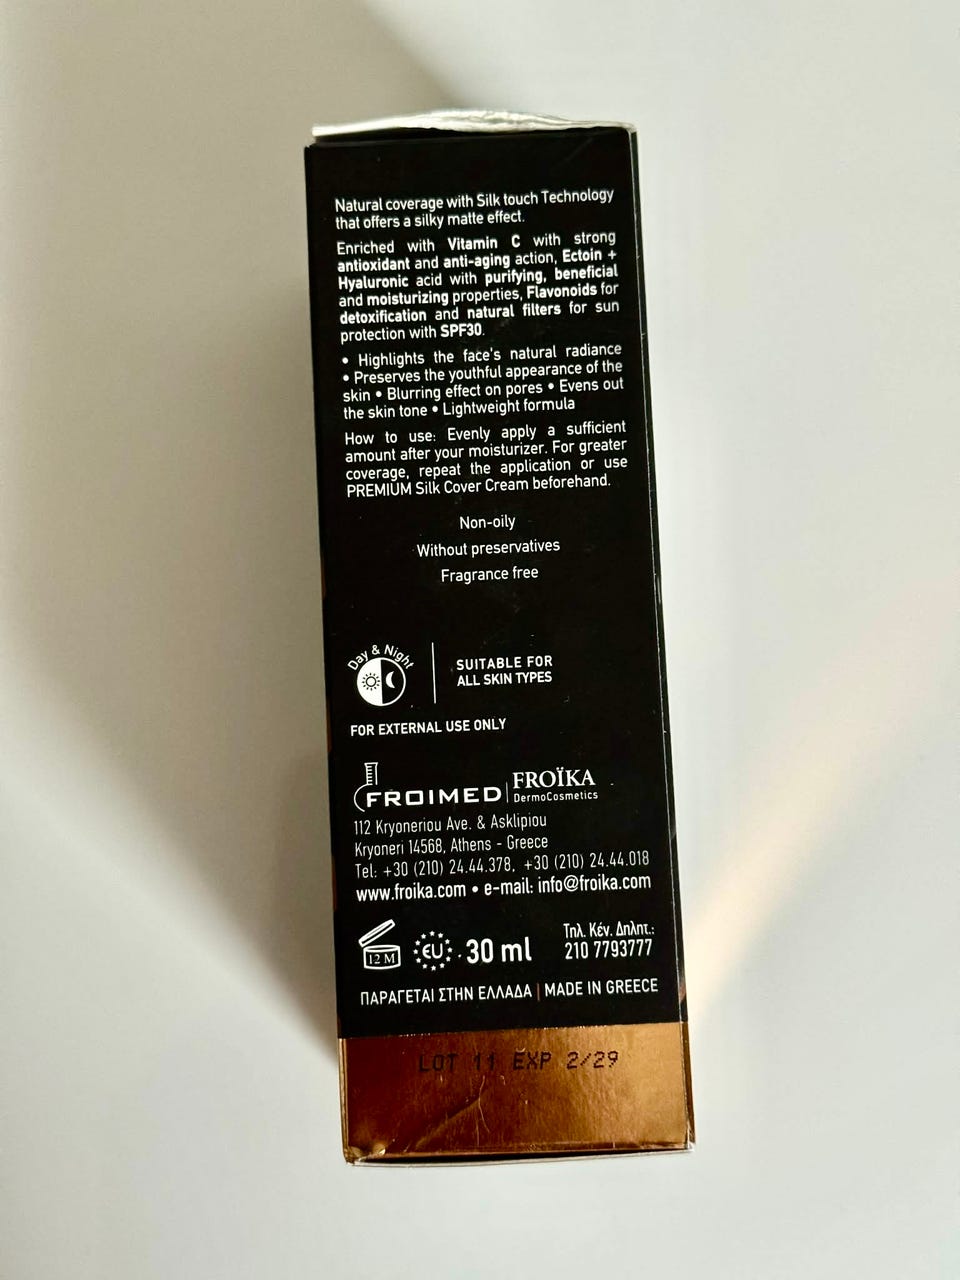 Natural coverage with Silk touch Technology
that offers a silky matte effect.
Enriched with Vitamin C with strong
antioxidant and anti-aging action, Ectoin +
Hyaluronic acid with purifying, beneficial
and moisturizing properties, Flavonoids for
detoxification and natural filters for sun
protection with SPF30.
• Highlights the face's natural radiance
• Preserves the youthful appearance of the
skin • Blurring effect on pores • Evens out
the skin tone • Lightweight formula
How to use: Evenly apply a sufficient
amount after your moisturizer. For greater
coverage, repeat the application or use
PREMIUM Silk Cover Cream beforehand.
Non-oily
Without preservatives
Fragrance free
Day & Night
SUITABLE FOR
ALL SKIN TYPES
FOR EXTERNAL USE ONLY
FROIMED
FROÏKA
DermoCosmetics
112 Kryoneriou Ave. & Asklipiou
Kryoneri 14568, Athens - Greece
Tel: +30 (210) 24.44.378, +30 (210) 24.44.018
www.froika.com • e-mail: info@froika.com
12 M
EU
30 ml
Τηλ. Κέν. Δηλητ.:
210 7793777
ΠΑΡΑΓΕΤΑΙ ΣΤΗΝ ΕΛΛΑΔΑ | MADE IN GREECE
LOT 11 EXP 2/29